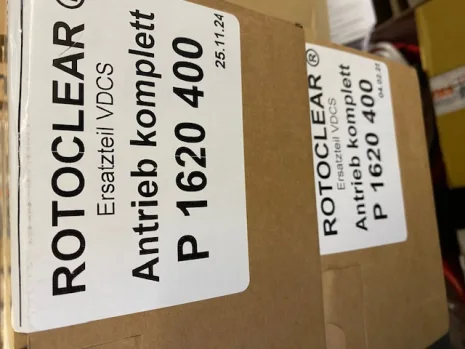 ROTOCLEAR®
Ersatzteil VDCS
Antrieb komplett
P 1620 400
25.11.24
ROTOCLEAR®
Ersatzteil VDCS
Antrieb komplett
P 1620 400